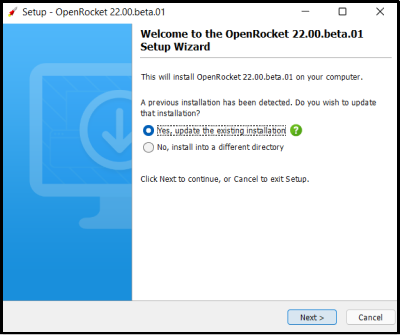 Setup - OpenRocket 22.00.beta.01
Welcome to the OpenRocket 22.00.beta.01
Setup Wizard
This will install OpenRocket 22.00.beta.01 on your computer.
A previous installation has been detected. Do you wish to update
that installation?
Yes, update the existing installation ?
No, install into a different directory
Click Next to continue, or Cancel to exit Setup.
Next > Cancel